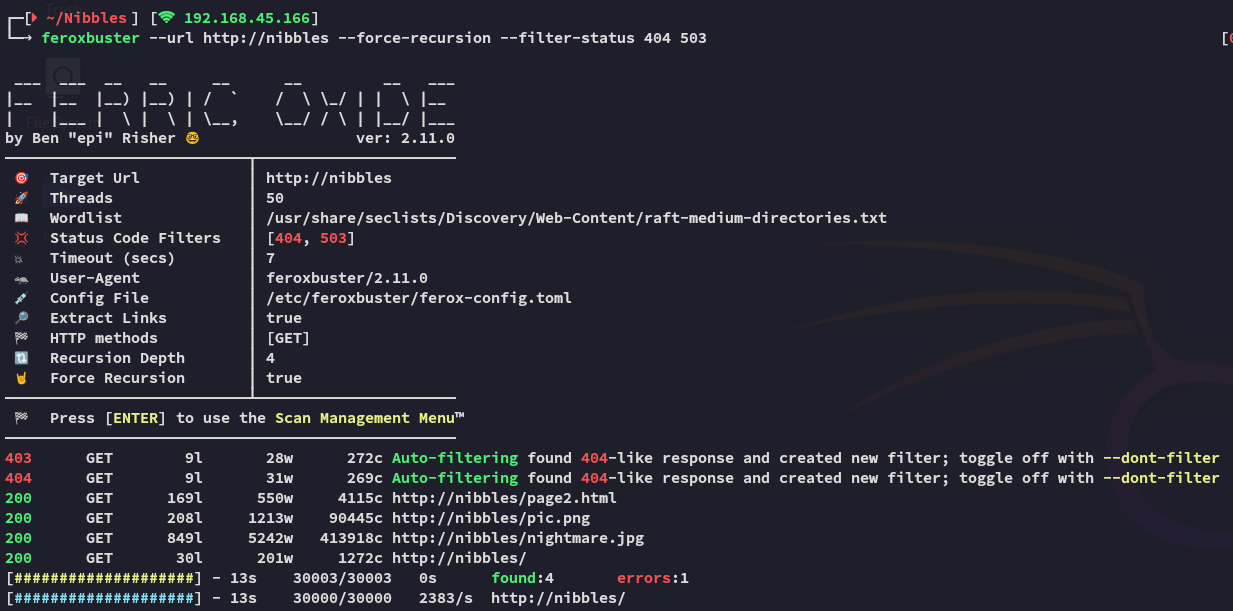 [ ~/Nibbles ] [ 192.168.45.166]
feroxbuster --url http://nibbles --force-recursion --filter-status 404 503
 ___  ___  __   __     __      __         __   ___
|__  |__  |__) |__) | /  `    /  \ \_/ | |  \ |__
|    |___ |  \ |  \ | \__,    \__/ / \ | |__/ |___
by Ben "epi" Risher 🤓                 ver: 2.11.0
🎯 Target Url │ http://nibbles
🚀 Threads │ 50
📖 Wordlist │ /usr/share/seclists/Discovery/Web-Content/raft-medium-directories.txt
💢 Status Code Filters │ [404, 503]
💥 Timeout (secs) │ 7
🦡 User-Agent │ feroxbuster/2.11.0
💉 Config File │ /etc/feroxbuster/ferox-config.toml
🔎 Extract Links │ true
🏁 HTTP methods │ [GET]
🔃 Recursion Depth │ 4
🤘 Force Recursion │ true
🏁 Press [ENTER] to use the Scan Management Menu™
403 GET 9l 28w 272c Auto-filtering found 404-like response and created new filter; toggle off with --dont-filter
404 GET 9l 31w 269c Auto-filtering found 404-like response and created new filter; toggle off with --dont-filter
200 GET 169l 550w 4115c http://nibbles/page2.html
200 GET 208l 1213w 90445c http://nibbles/pic.png
200 GET 849l 5242w 413918c http://nibbles/nightmare.jpg
200 GET 30l 201w 1272c http://nibbles/
[####################] - 13s 30003/30003 0s found:4 errors:1
[####################] - 13s 30000/30000 2383/s http://nibbles/